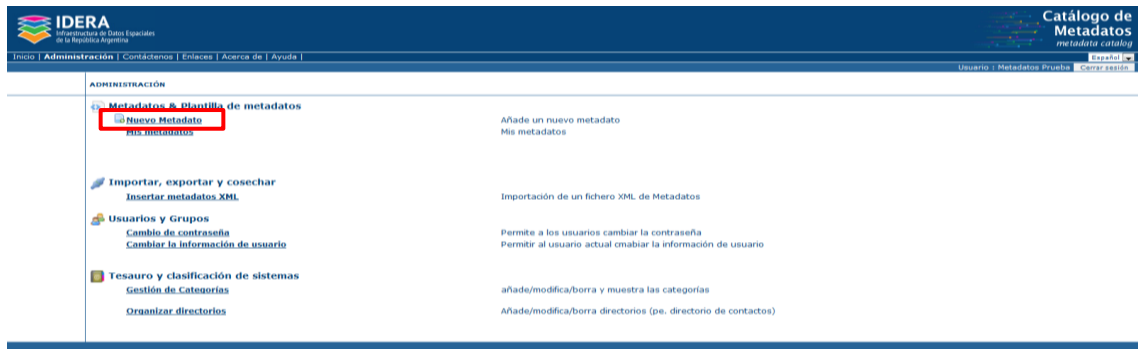 IDERA
Infraestructura de Datos Espaciales
de la República Argentina
Catálogo de
Metadatos
metadata catalog
Inicio | Administración | Contáctenos | Enlaces | Acerca de | Ayuda |
Español
Usuario : Metadatos Prueba Cerrar sesión
ADMINISTRACIÓN
Metadatos & Plantilla de metadatos
Nuevo Metadato Añade un nuevo metadato
Mis metadatos Mis metadatos
Importar, exportar y cosechar
Insertar metadatos XML Importación de un fichero XML de Metadatos
Usuarios y Grupos
Cambio de contraseña Permite a los usuarios cambiar la contraseña
Cambiar la información de usuario Permitir al usuario actual cmabiar la información de usuario
Tesauro y clasificación de sistemas
Gestión de Categorías añade/modifica/borra y muestra las categorías
Organizar directorios Añade/modifica/borra directorios (pe. directorio de contactos)